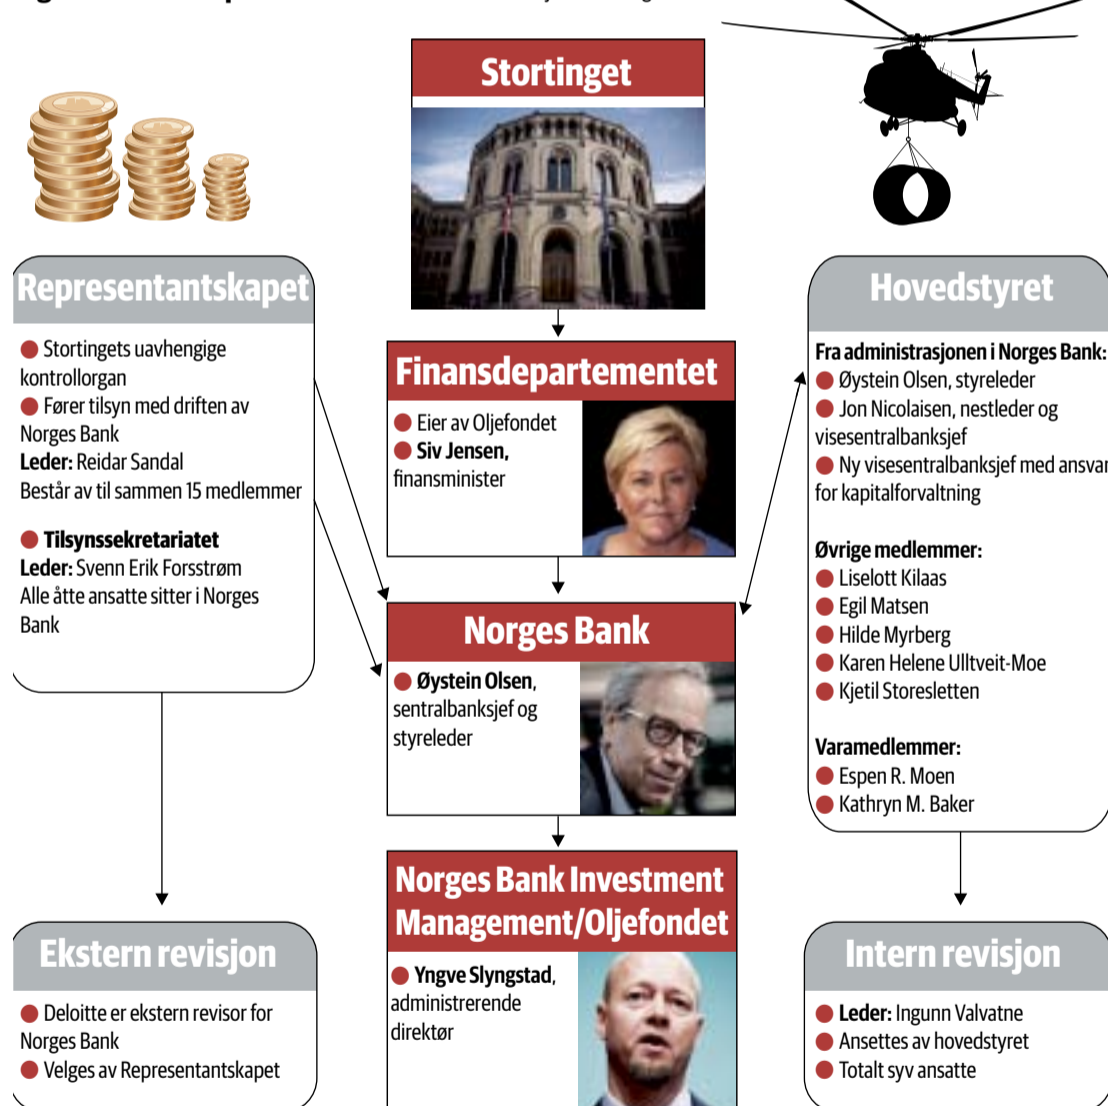 Stortinget
Representantskapet
Stortingets uavhengige
kontrollorgan
Fører tilsyn med driften av
Norges Bank
Leder: Reidar Sandal
Består av til sammen 15 medlemmer
Tilsynssekretariatet
Leder: Svenn Erik Forsstrøm
Alle åtte ansatte sitter i Norges
Bank
Finansdepartementet
Eier av Oljefondet
Siv Jensen,
finansminister
Norges Bank
Øystein Olsen,
sentralbanksjef og
styreleder
Hovedstyret
Fra administrasjonen i Norges Bank:
Øystein Olsen, styreleder
Jon Nicolaisen, nestleder og
visesentralbanksjef
Ny visesentralbanksjef med ansvar
for kapitalforvaltning
Øvrige medlemmer:
Liselott Kilaas
Egil Matsen
Hilde Myrberg
Karen Helene Ulltveit-Moe
Kjetil Storesletten
Varamedlemmer:
Espen R. Moen
Kathryn M. Baker
Ekstern revisjon
Deloitte er ekstern revisor for
Norges Bank
Velges av Representantskapet
Norges Bank Investment
Management/Oljefondet
Yngve Slyngstad,
administrerende
direktør
Intern revisjon
Leder: Ingunn Valvatne
Ansettes av hovedstyret
Totalt syv ansatte